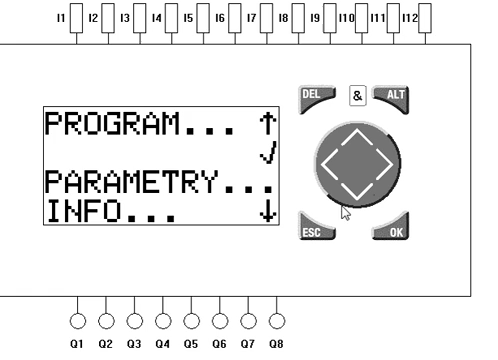 I1 I2 I3 I4 I5 I6 I7 I8 I9 I10 I11 I12
DEL & ALT
PROGRAM... ↑
√
PARAMETRY...
INFO... ↓
ESC OK
Q1 Q2 Q3 Q4 Q5 Q6 Q7 Q8